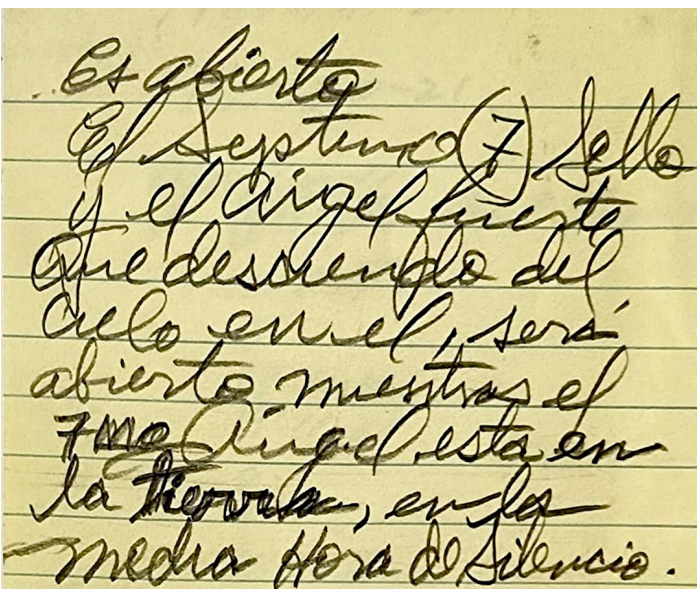 Es abierto
El Septimo (7) Sello
y el Angel fuerte
que desciende del
cielo en el, será
abierto mientras el
7mo Angel esta en
la tierra, en la
media Hora de Silencio.